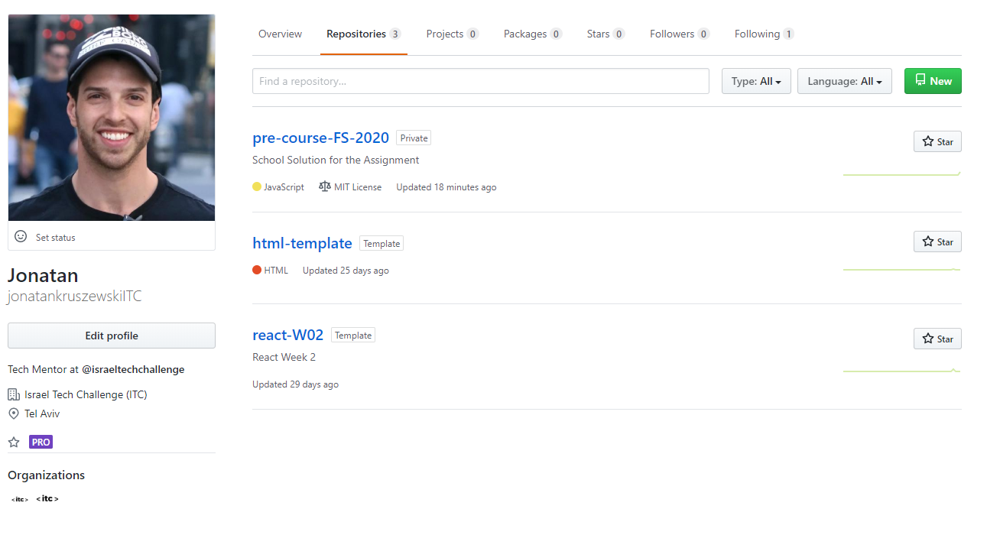 Overview Repositories 3 Projects 0 Packages 0 Stars 0 Followers 0 Following 1
Find a repository...
Type: All Language: All New
pre-course-FS-2020 Private
Star
School Solution for the Assignment
JavaScript MIT License Updated 18 minutes ago
html-template Template
Star
HTML Updated 25 days ago
react-W02 Template
Star
React Week 2
Updated 29 days ago
Set status
Jonatan
jonatankruszewskiITC
Edit profile
Tech Mentor at @israeltechchallenge
Israel Tech Challenge (ITC)
Tel Aviv
PRO
Organizations
<itc> <itc>